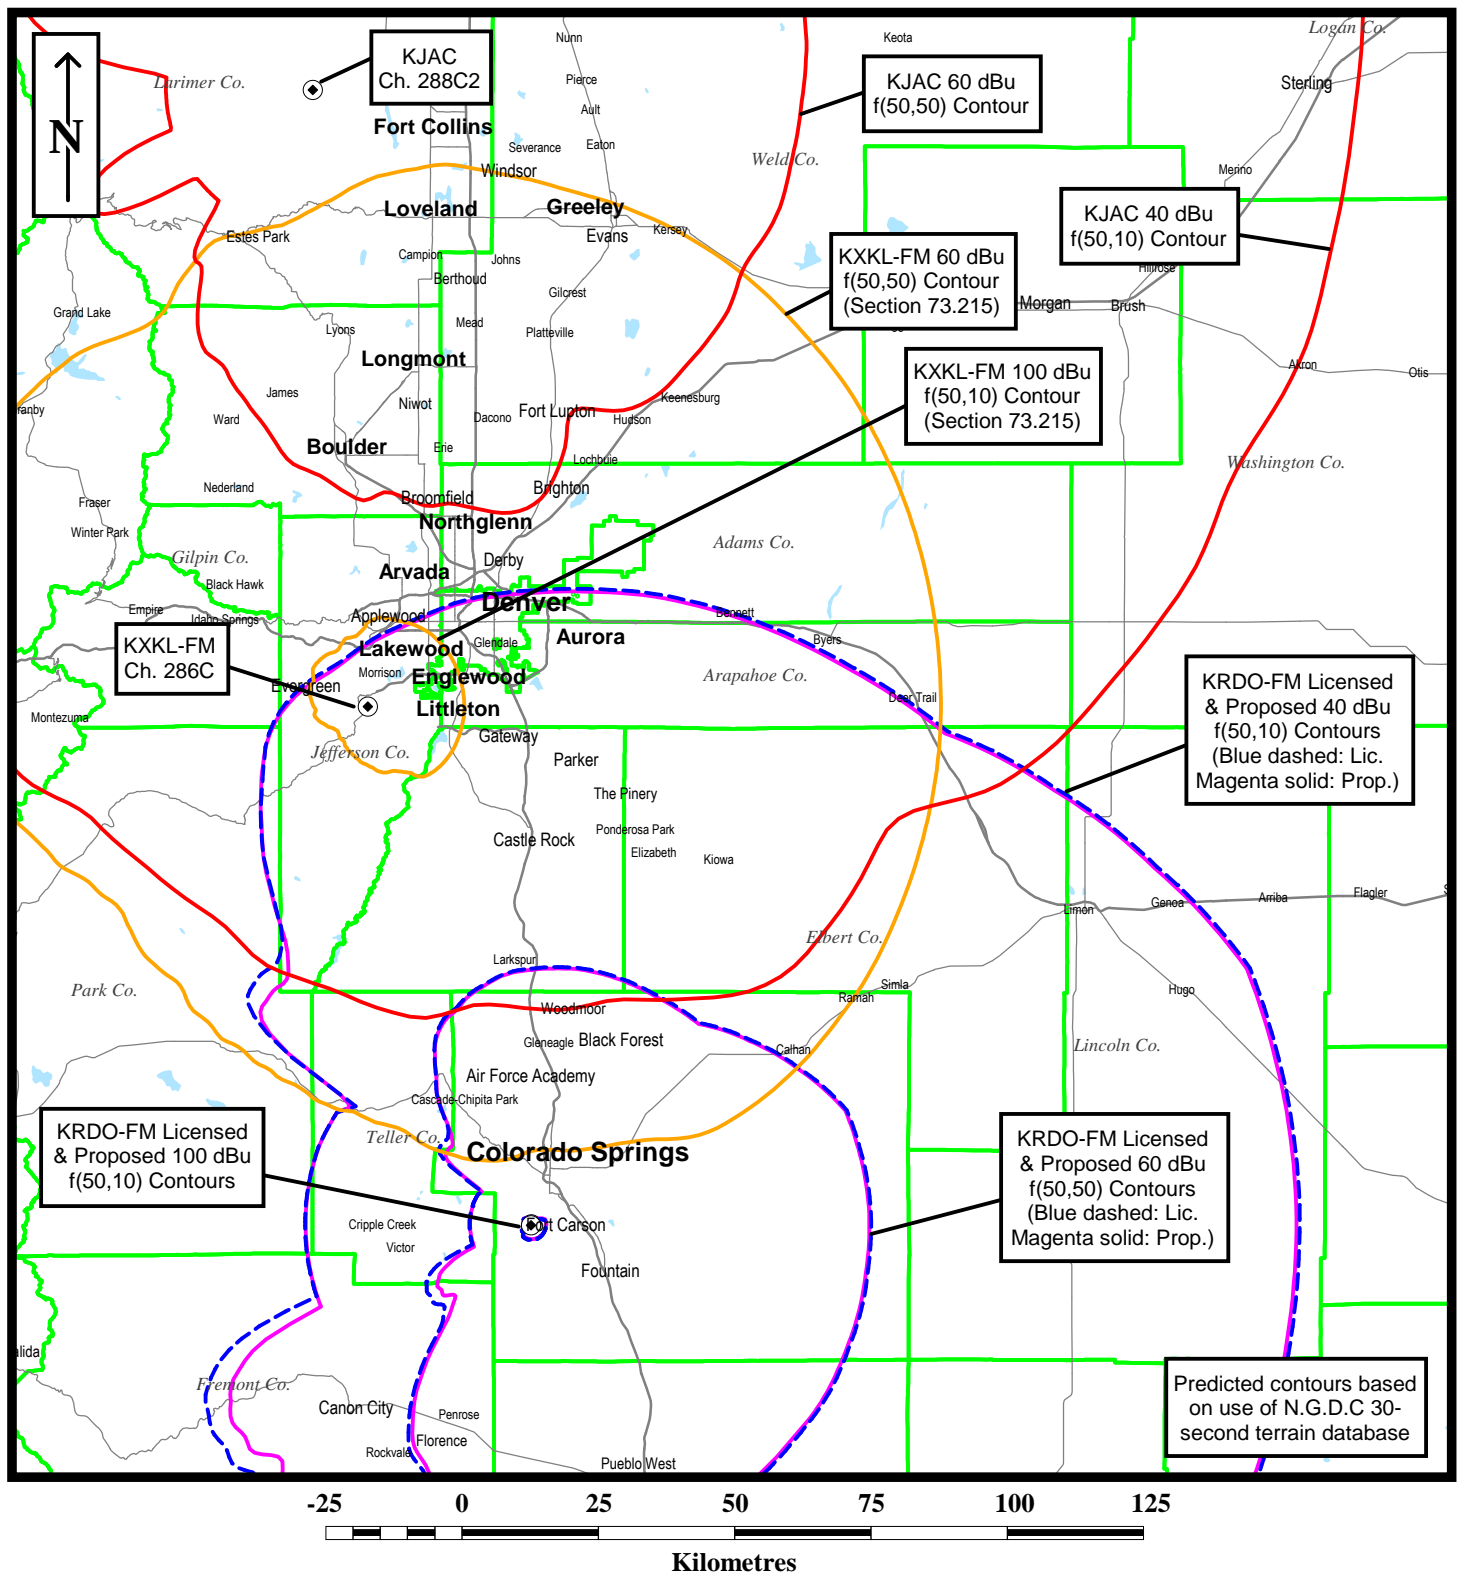 Nunn
Keota
Logan Co.
KJAC
Ch. 288C2
Larimer Co.
Pierce
KJAC 60 dBu
f(50,50) Contour
Sterling
Ault
N
Fort Collins
Severance
Eaton
Weld Co.
Windsor
Merino
Loveland
Greeley
KJAC 40 dBu
f(50,10) Contour
Estes Park
Evans
Kersey
Campion
Johns
KXKL-FM 60 dBu
f(50,50) Contour
(Section 73.215)
Hillrose
Berthoud
Gilcrest
Morgan
Brush
Grand Lake
Lyons
Mead
Platteville
Longmont
KXKL-FM 100 dBu
f(50,10) Contour
(Section 73.215)
Akron
Otis
James
Niwot
Keenesburg
ranby
Ward
Dacono
Fort Lupton
Hudson
Boulder
Erie
Lochbuie
Washington Co.
Nederland
Brighton
Fraser
Broomfield
Northglenn
Winter Park
Adams Co.
Gilpin Co.
Derby
Arvada
Black Hawk
Empire
Idaho Springs
Applewood
Denver
Bennett
KXKL-FM
Ch. 286C
Lakewood
Glendale
Aurora
Byers
Morrison
Englewood
Arapahoe Co.
Evergreen
Deer Trail
KRDO-FM Licensed
& Proposed 40 dBu
f(50,10) Contours
(Blue dashed: Lic.
Magenta solid: Prop.)
Montezuma
Littleton
Gateway
Jefferson Co.
Parker
The Pinery
Castle Rock
Ponderosa Park
Elizabeth
Kiowa
Limon
Genoa
Arriba
Flagler
S
Elbert Co.
Larkspur
Park Co.
Simla
Ramah
Hugo
Woodmoor
Gleneagle
Black Forest
Calhan
Lincoln Co.
Air Force Academy
Cascade-Chipita Park
KRDO-FM Licensed
& Proposed 100 dBu
f(50,10) Contours
Teller Co.
Colorado Springs
KRDO-FM Licensed
& Proposed 60 dBu
f(50,50) Contours
(Blue dashed: Lic.
Magenta solid: Prop.)
Cripple Creek
Fort Carson
Victor
Fountain
alida
Fremont Co.
Canon City
Penrose
Florence
Rockvale
Pueblo West
Predicted contours based
on use of N.G.D.C 30-
second terrain database
-25 0 25 50 75 100 125
Kilometres